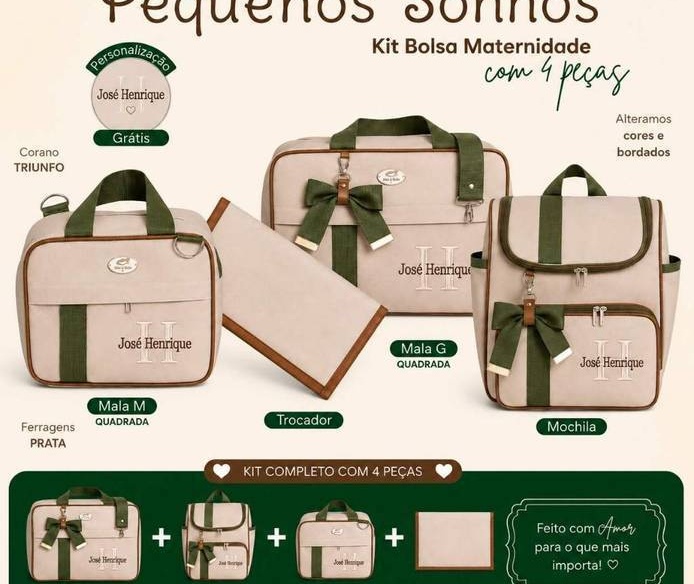 Pequenos Sonhos
Kit Bolsa Maternidade
com 4 peças
Personalização
José Henrique
Grátis
Alteramos
cores e
bordados
Corano
TRIUNFO
José Henrique
José Henrique
José Henrique
Mala G
QUADRADA
Mala M
QUADRADA
Trocador
Mochila
Ferragens
PRATA
KIT COMPLETO COM 4 PEÇAS
José Henrique
+
José Henrique
+
José Henrique
+
Feito com Amor
para o que mais
importa!